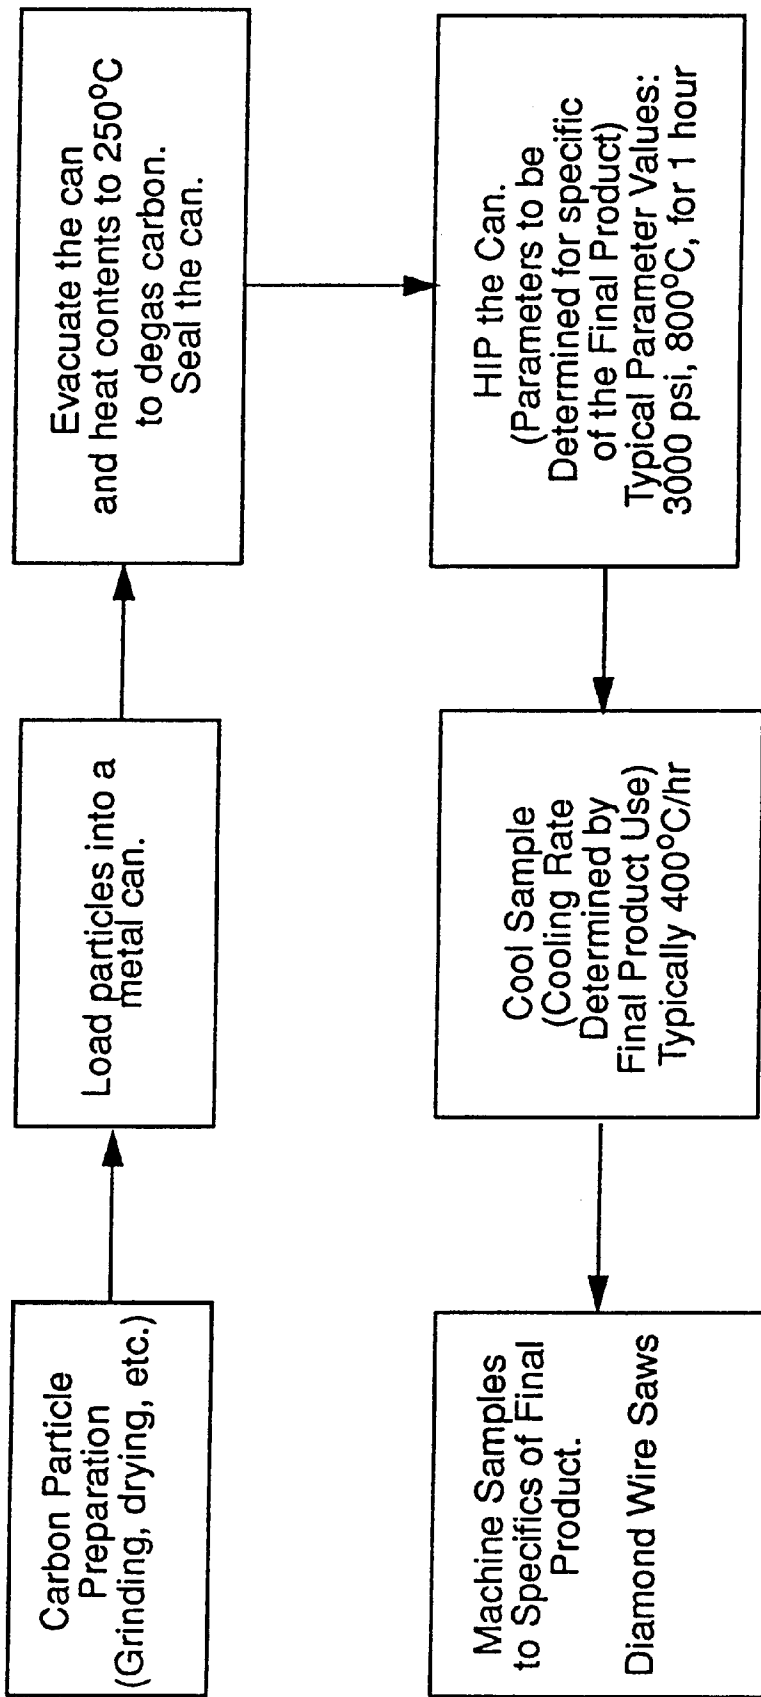 Carbon Particle
Preparation
(Grinding, drying, etc.)
Load particles into a
metal can.
Evacuate the can
and heat contents to 250°C
to degas carbon.
Seal the can.
HIP the Can.
(Parameters to be
Determined for specific
of the Final Product)
Typical Parameter Values:
3000 psi, 800°C, for 1 hour
Cool Sample
(Cooling Rate
Determined by
Final Product Use)
Typically 400°C/hr
Machine Samples
to Specifics of Final
Product.
Diamond Wire Saws